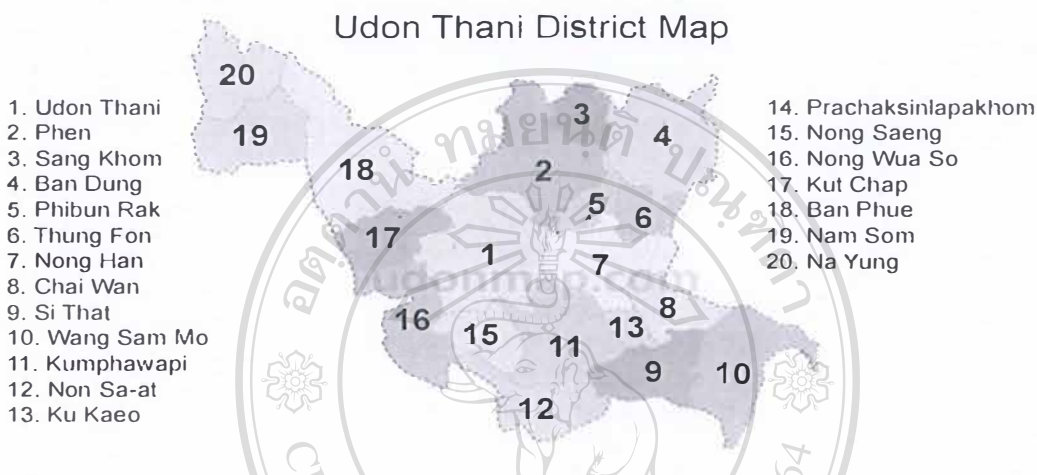 Udon Thani District Map
1. Udon Thani
2. Phen
3. Sang Khom
4. Ban Dung
5. Phibun Rak
6. Thung Fon
7. Nong Han
8. Chai Wan
9. Si That
10. Wang Sam Mo
11. Kumphawapi
12. Non Sa-at
13. Ku Kaeo
14. Prachaksinlapakhom
15. Nong Saeng
16. Nong Wua So
17. Kut Chap
18. Ban Phue
19. Nam Som
20. Na Yung
20
19
18
3
4
2
5
6
17
1
7
8
16
15
13
11
9
10
12
udonmap.com
64